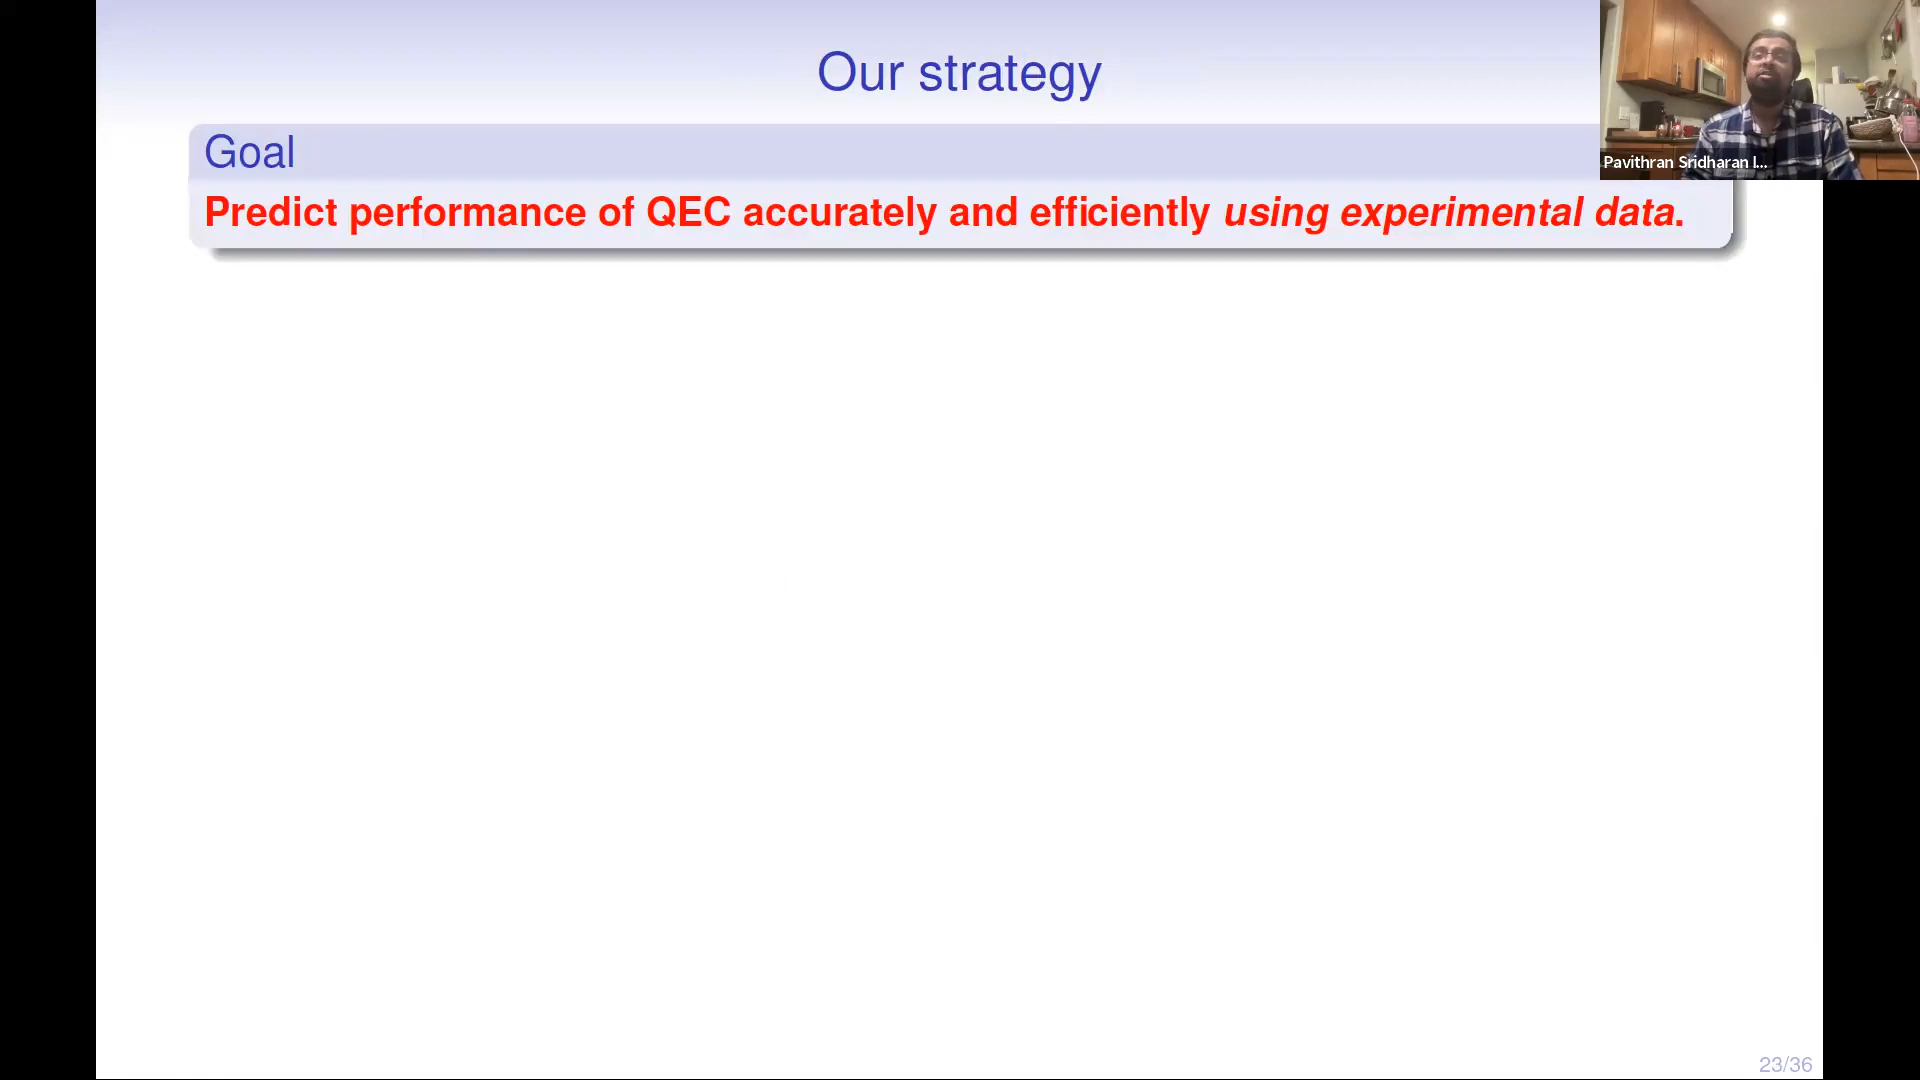 Our strategy
Goal
Predict performance of QEC accurately and efficiently using experimental data.
Pavithran Sridharan I...
23/36